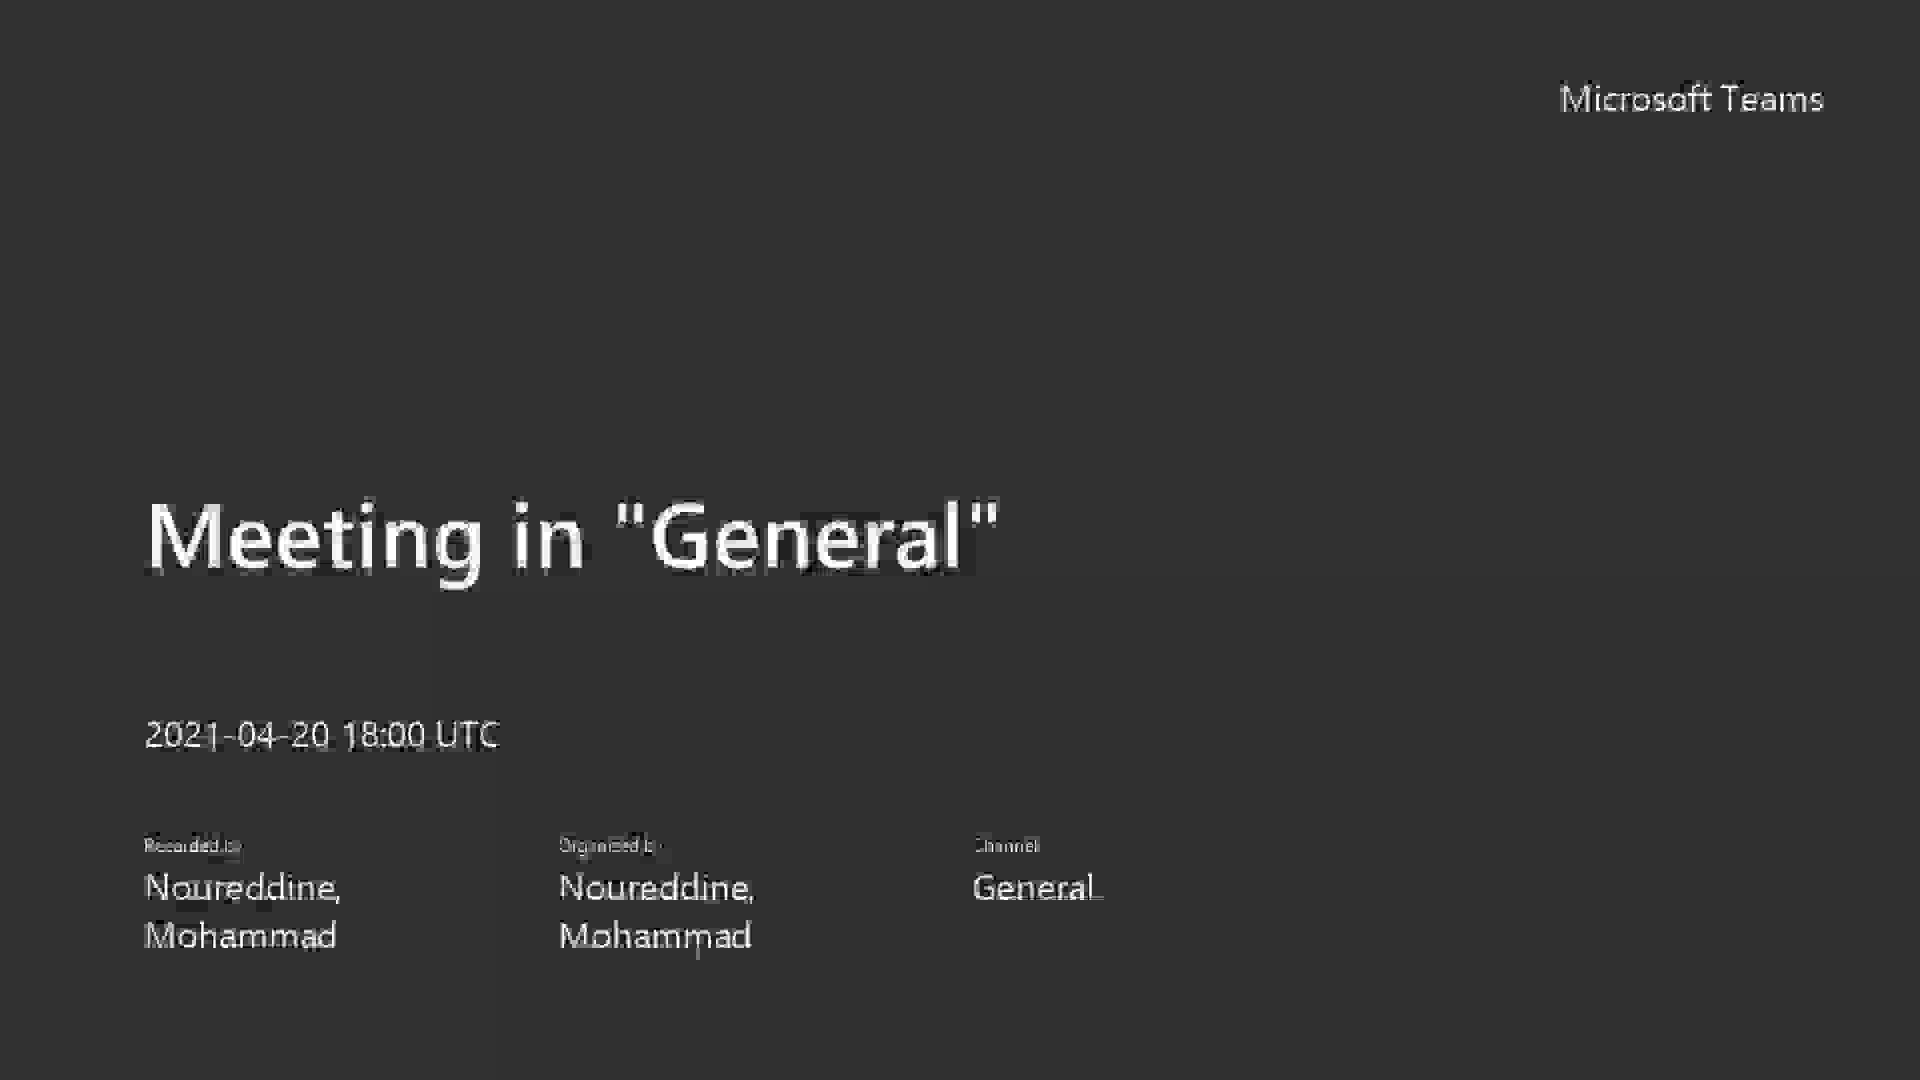 Microsoft Teams
Meeting in "General"
2021-04-20 18:00 UTC
Recorded by
Organized by
Channel
Noureddine,
Mohammad
Noureddine,
Mohammad
General